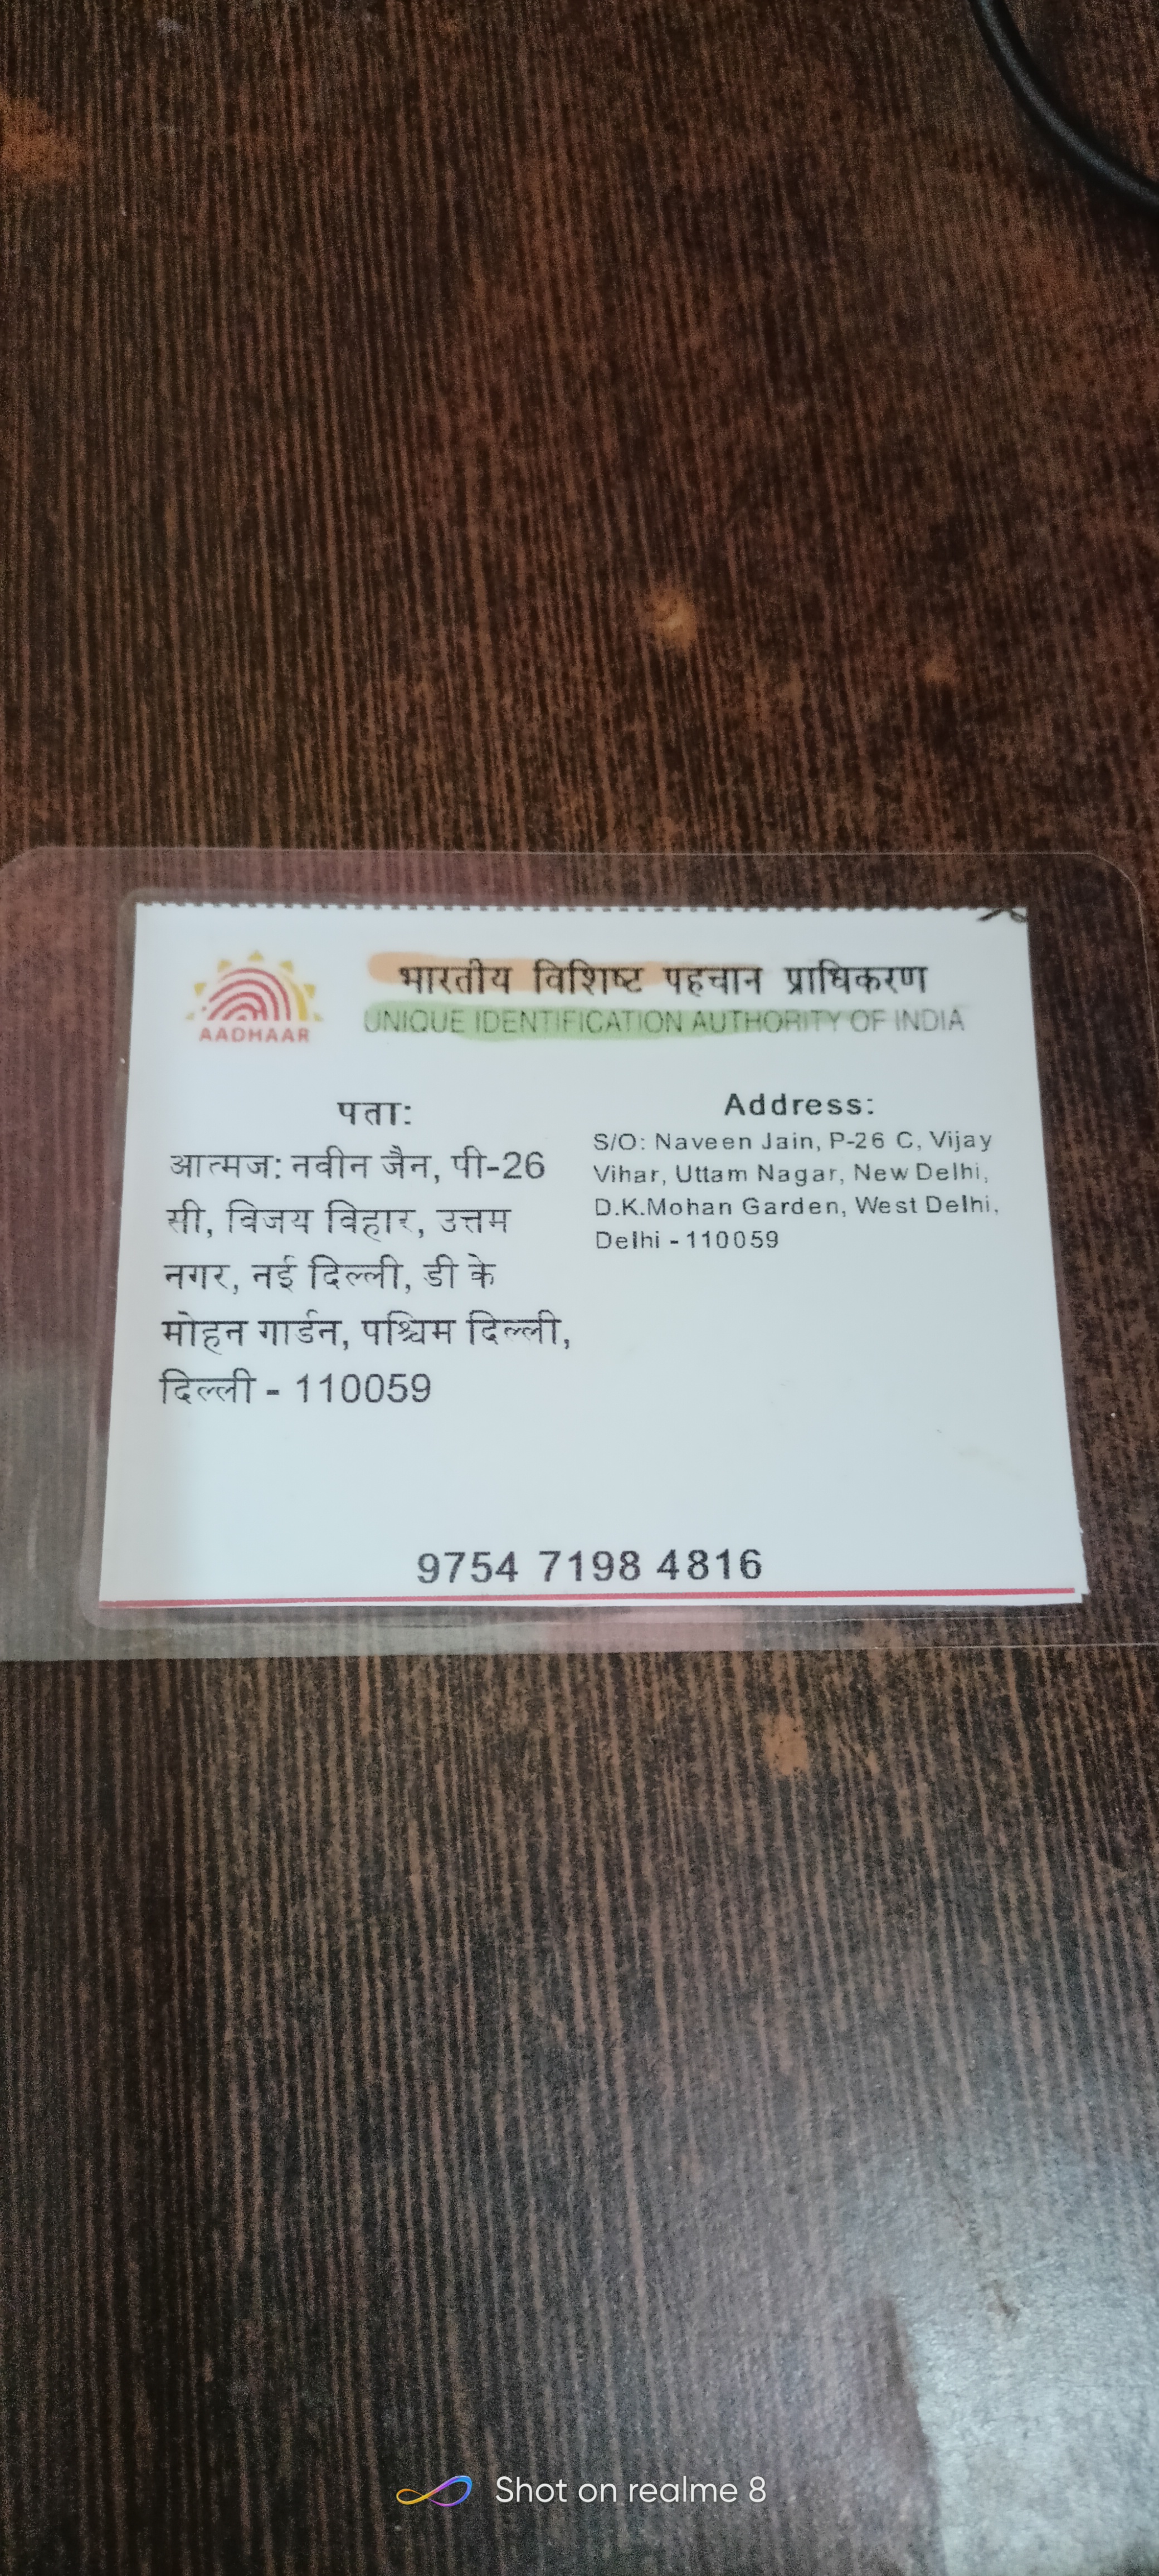 AADHAAR
भारतीय विशिष्ट पहचान प्राधिकरण
UNIQUE IDENTIFICATION AUTHORITY OF INDIA
पता:
आत्मज: नवीन जैन, पी-26
सी, विजय विहार, उत्तम
नगर, नई दिल्ली, डी के
मोहन गार्डन, पश्चिम दिल्ली,
दिल्ली - 110059
Address:
S/O: Naveen Jain, P-26 C, Vijay
Vihar, Uttam Nagar, New Delhi,
D.K.Mohan Garden, West Delhi,
Delhi - 110059
9754 7198 4816
Shot on realme 8